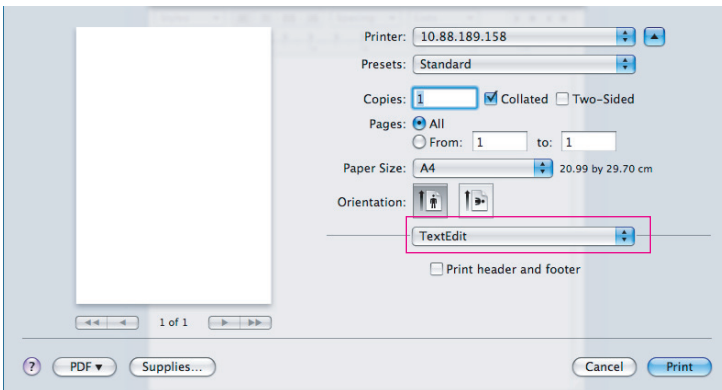 Printer: 10.88.189.158
Presets: Standard
Copies: 1 Collated Two-Sided
Pages: All
From: 1 to: 1
Paper Size: A4 20.99 by 29.70 cm
Orientation:
TextEdit
Print header and footer
1 of 1
? PDF ▾ Supplies... Cancel Print